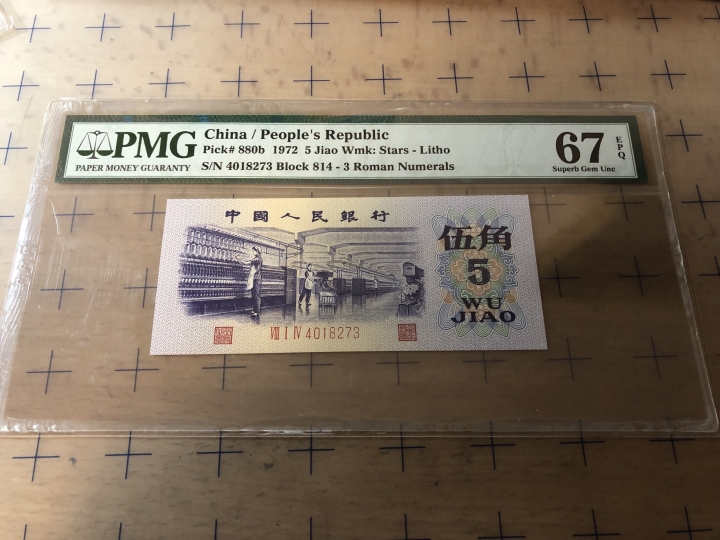 PMG
PAPER MONEY GUARANTY
China / People's Republic
Pick# 880b 1972 5 Jiao Wmk: Stars - Litho
S/N 4018273 Block 814 - 3 Roman Numerals
67 EPQ
Superb Gem Unc
中國人民銀行
伍角
5
WU
JIAO
VIII I IV 4018273